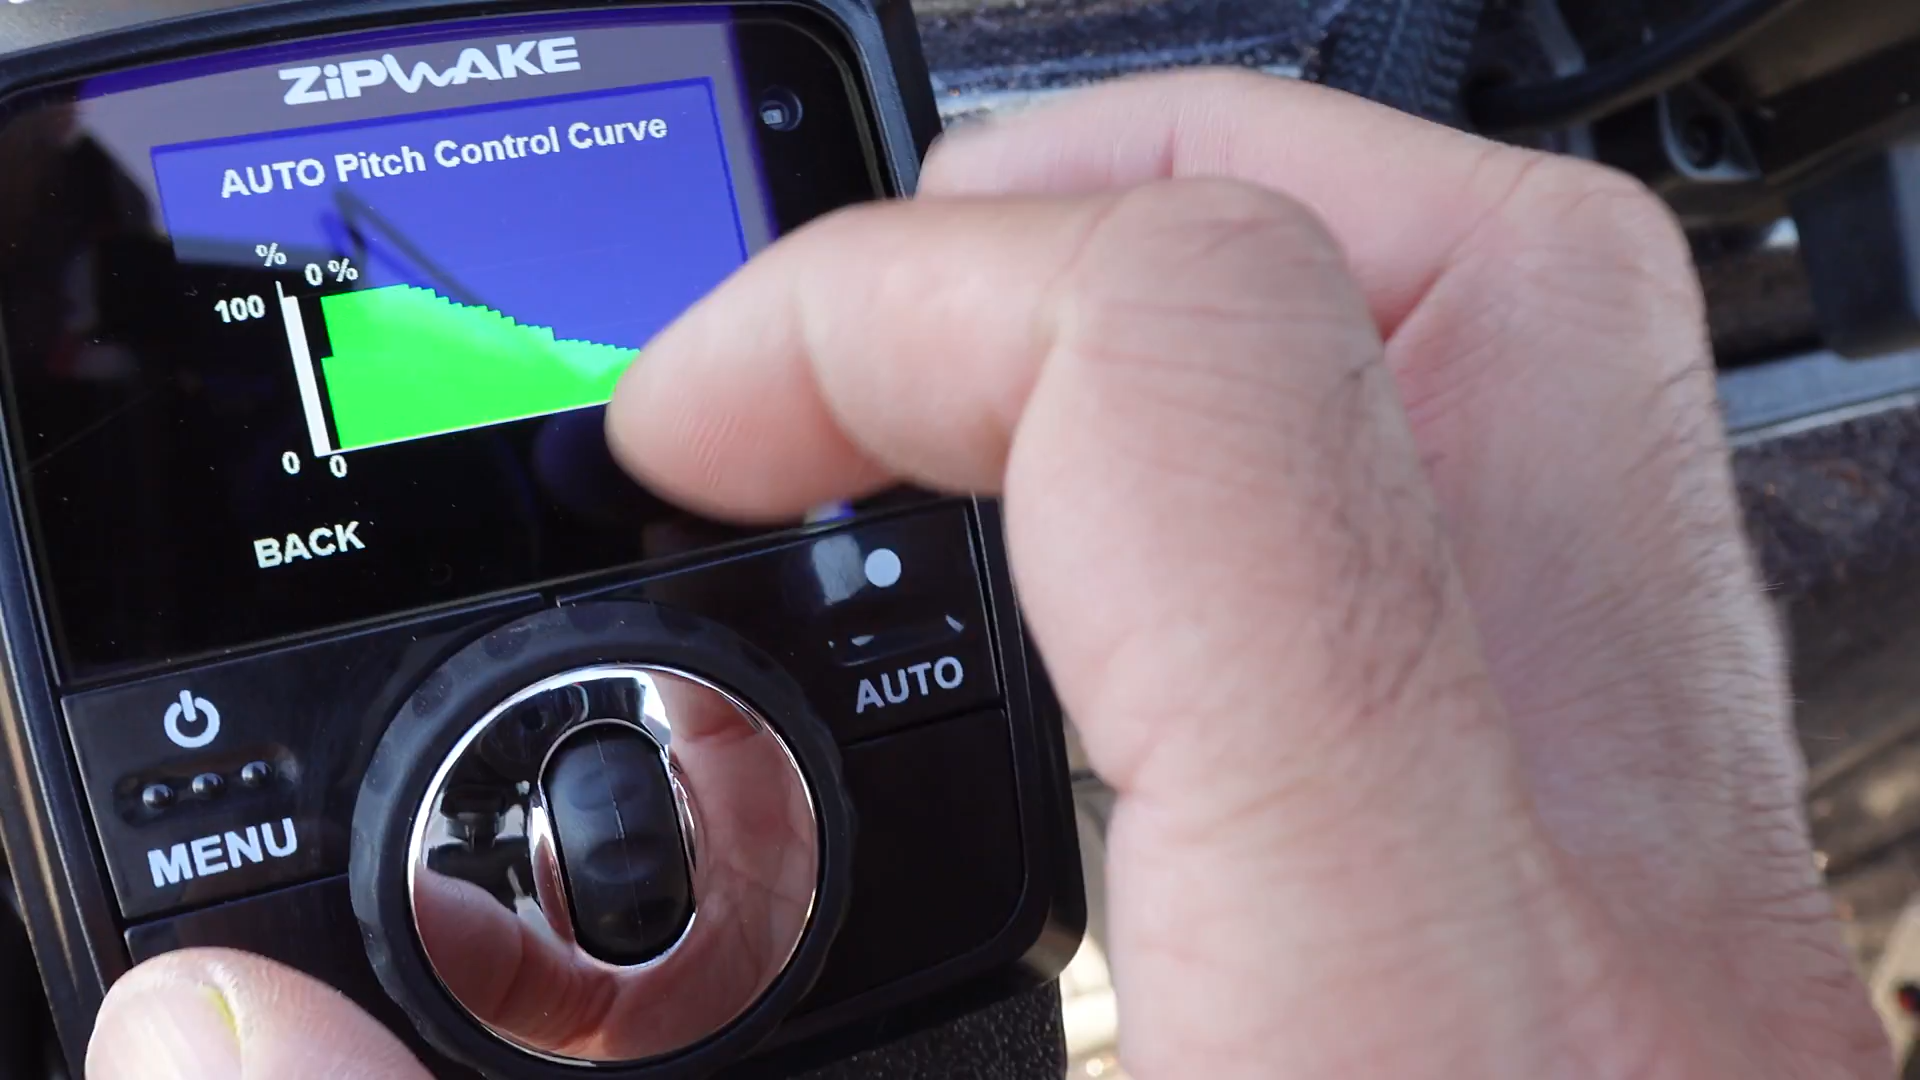 ZIPWAKE
AUTO Pitch Control Curve
%
0 %
100
0
0
BACK
MENU
AUTO